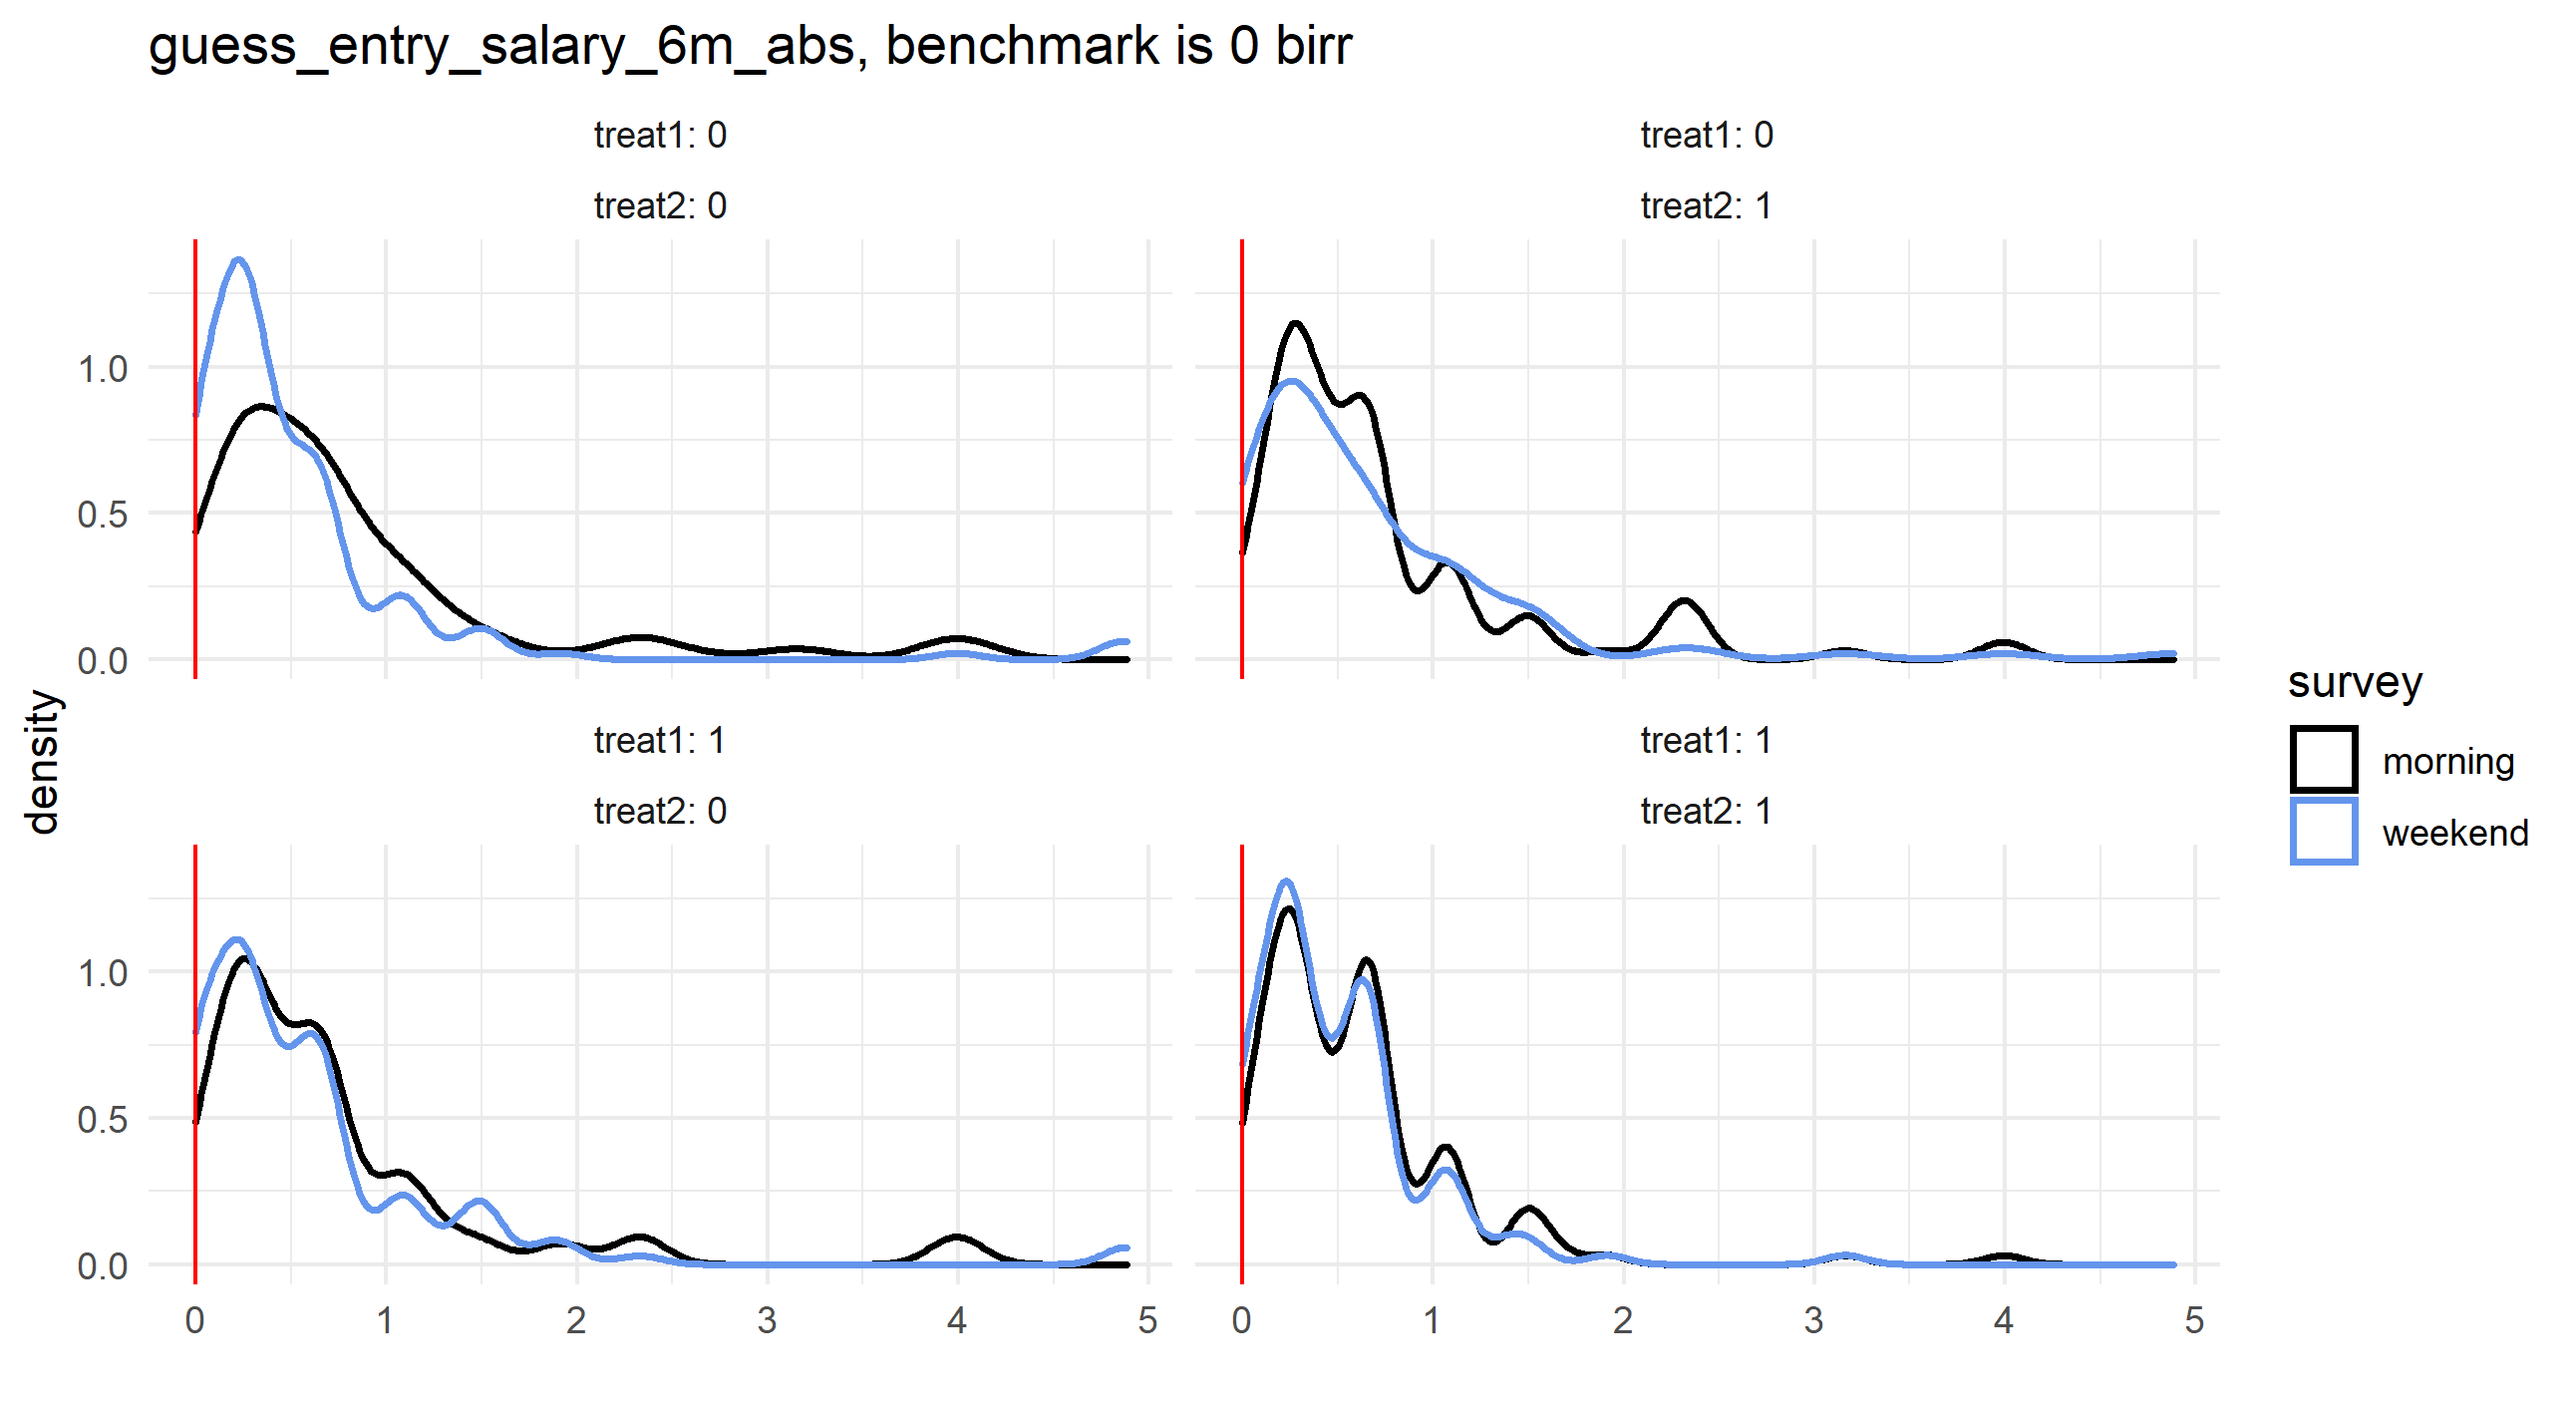 guess_entry_salary_6m_abs, benchmark is 0 birr
treat1: 0
treat2: 0
treat1: 0
treat2: 1
1.0
0.5
0.0
density
treat1: 1
treat2: 0
treat1: 1
treat2: 1
1.0
0.5
0.0
0 1 2 3 4 5
0 1 2 3 4 5
survey
morning
weekend